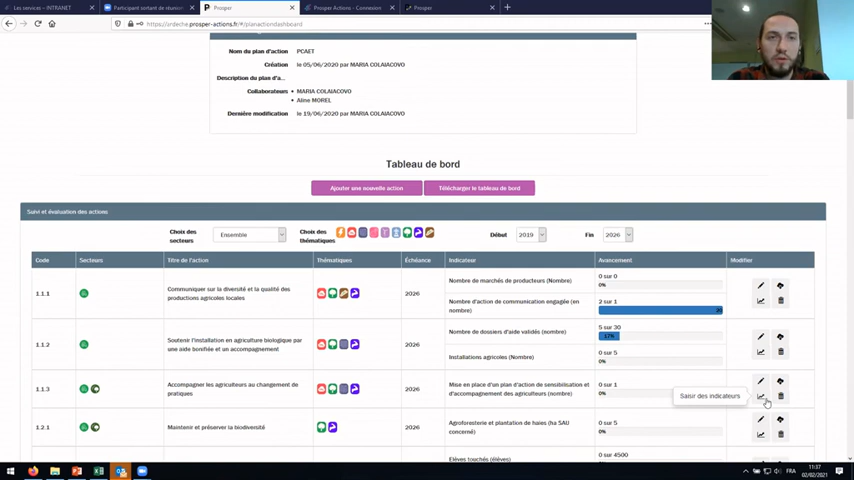 Les services – INTRANET
Participant sortant de réunion
Prosper
Prosper Actions - Connexion
Prosper
https://ardeche.prosper-actions.fr/#/planactiondashboard
Nom du plan d'action PCAET
Création le 05/06/2020 par MARIA COLAIACOVO
Description du plan d'a...
Collaborateurs • MARIA COLAIACOVO
• Aline MOREL
Dernière modification le 19/06/2020 par MARIA COLAIACOVO
Tableau de bord
Ajouter une nouvelle action Télécharger le tableau de bord
Suivi et évaluation des actions
Choix des secteurs Ensemble Choix des thématiques Début 2019 Fin 2026
Code Secteurs Titre de l'action Thématiques Échéance Indicateur Avancement Modifier
1.1.1 Communiquer sur la diversité et la qualité des productions agricoles locales 2026
Nombre de marchés de producteurs (Nombre) 0 sur 0
0%
Nombre d'action de communication engagée (en nombre) 2 sur 1
1.1.2 Soutenir l'installation en agriculture biologique par une aide bonifiée et un accompagnement 2026
Nombre de dossiers d'aide validés (nombre) 5 sur 30
17%
Installations agricoles (Nombre) 0 sur 5
0%
1.1.3 Accompagner les agriculteurs au changement de pratiques 2026
Mise en place d'un plan d'action de sensibilisation et d'accompagnement des agriculteurs (nombre) 0 sur 1
0%
Saisir des indicateurs
1.2.1 Maintenir et préserver la biodiversité 2026
Agroforesterie et plantation de haies (ha SAU concerné) 0 sur 5
0%
Elèves touchés (élèves) 0 sur 4500
FRA
11:37
02/02/2021